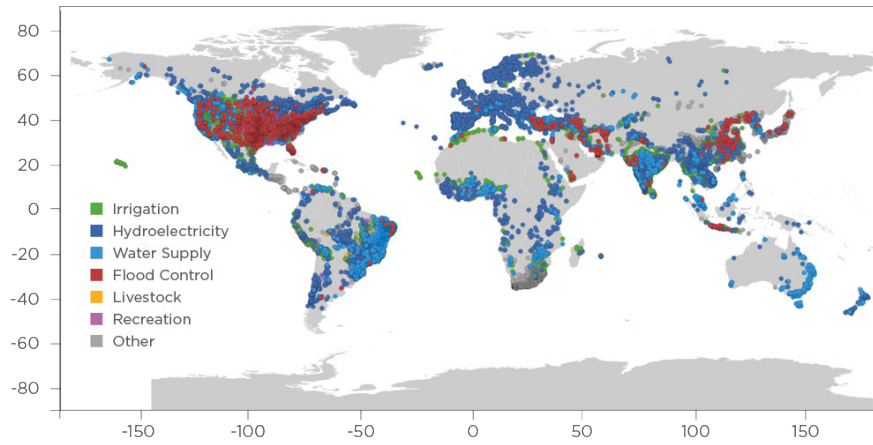 80
60
40
20
0
-20
-40
-60
-80
Irrigation
Hydroelectricity
Water Supply
Flood Control
Livestock
Recreation
Other
-150 -100 -50 0 50 100 150